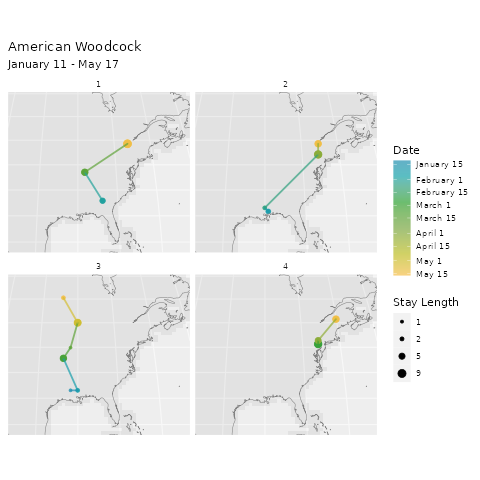 American Woodcock
January 11 - May 17
1
2
3
4
Date
January 15
February 1
February 15
March 1
March 15
April 1
April 15
May 1
May 15
Stay Length
1
2
5
9